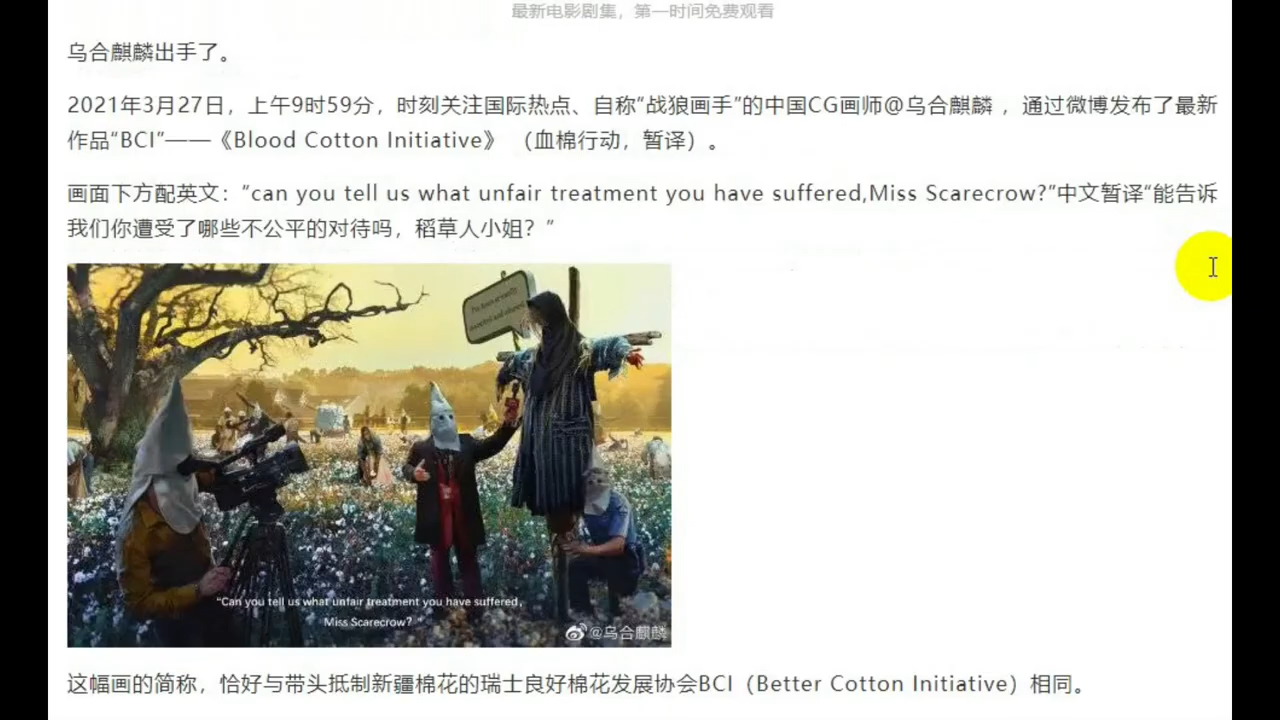 最新电影剧集，第一时间免费观看
乌合麒麟出手了。
2021年3月27日，上午9时59分，时刻关注国际热点、自称“战狼画手”的中国CG画师@乌合麒麟 ，通过微博发布了最新
作品“BCI”——《Blood Cotton Initiative》 （血棉行动，暂译）。
画面下方配英文：“can you tell us what unfair treatment you have suffered,Miss Scarecrow?”中文暂译“能告诉
我们你遭受了哪些不公平的对待吗，稻草人小姐？”
“Can you tell us what unfair treatment you have suffered,
Miss Scarecrow?
@乌合麒麟
这幅画的简称，恰好与带头抵制新疆棉花的瑞士良好棉花发展协会BCI（Better Cotton Initiative）相同。